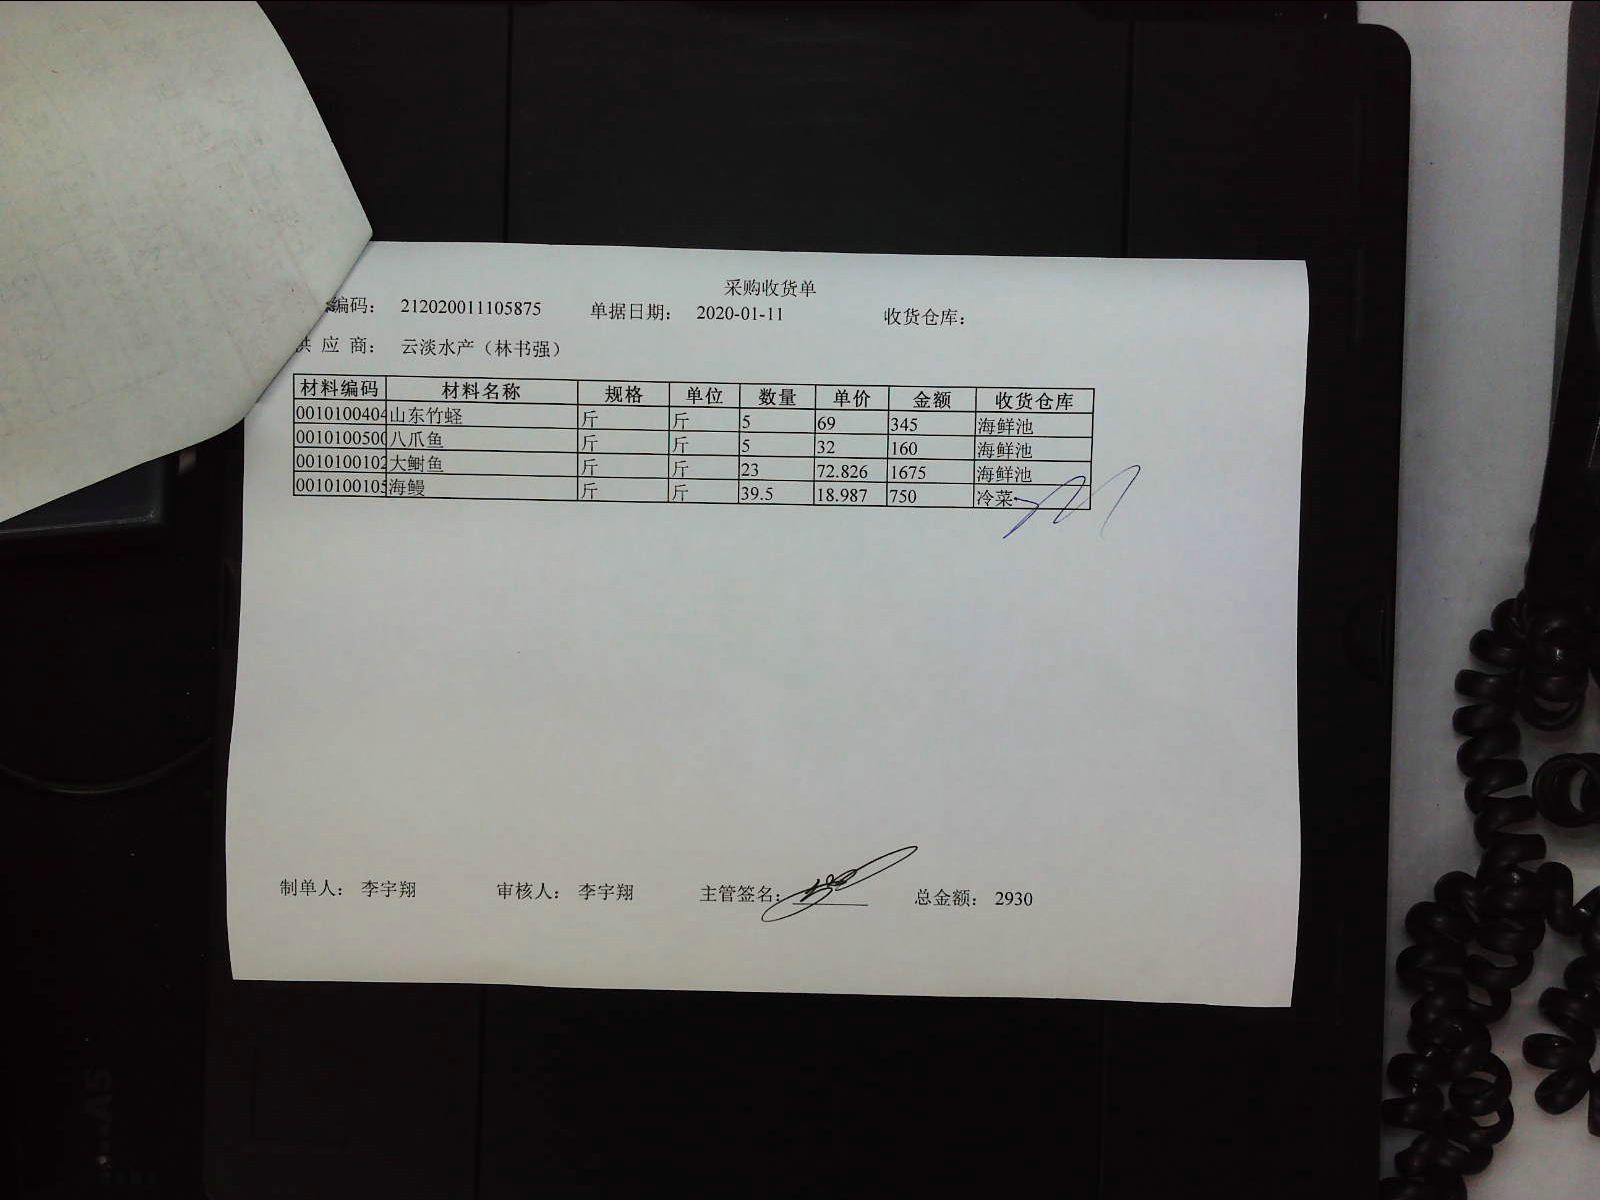 采购收货单
编码： 212020011105875 单据日期： 2020-01-11 收货仓库：
供 应 商： 云淡水产（林书强）
材料编码 材料名称 规格 单位 数量 单价 金额 收货仓库
0010100404 山东竹蛏 斤 斤 5 69 345 海鲜池
0010100500 八爪鱼 斤 斤 5 32 160 海鲜池
0010100102 大鲥鱼 斤 斤 23 72.826 1675 海鲜池
0010100105 海鳗 斤 斤 39.5 18.987 750 冷菜
制单人： 李宇翔 审核人： 李宇翔 主管签名： 总金额： 2930